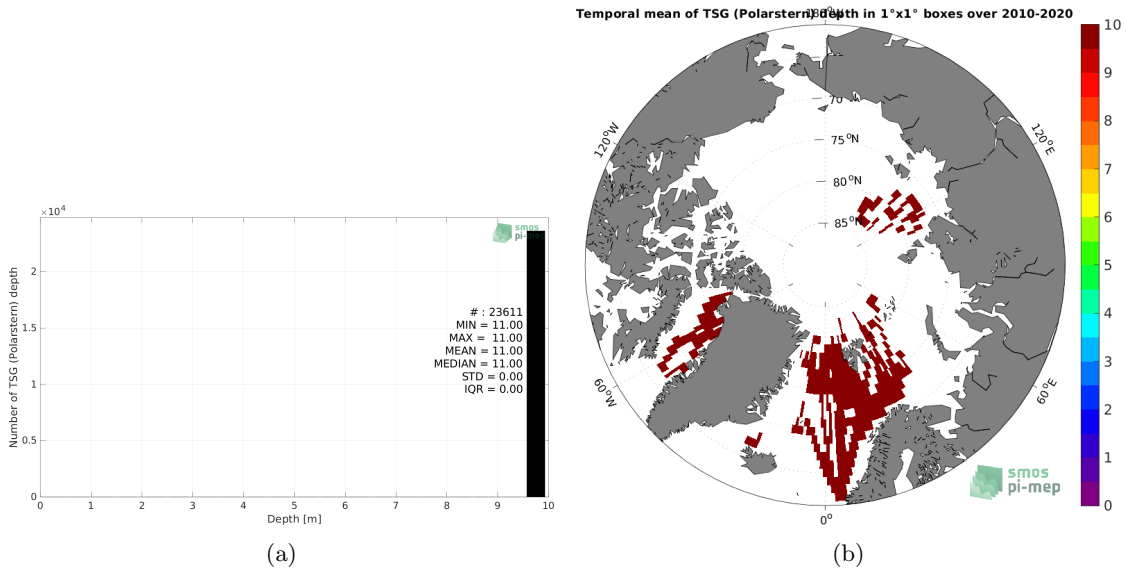 Temporal mean of TSG (Polarstern) depth in 1°x1° boxes over 2010-2020
×10⁴
Number of TSG (Polarstern) depth
2
1.5
1
0.5
0
smos
pi-mep
# : 23611
MIN = 11.00
MAX = 11.00
MEAN = 11.00
MEDIAN = 11.00
STD = 0.00
IQR = 0.00
0 1 2 3 4 5 6 7 8 9 10
Depth [m]
(a)
180°W
120°W
120°E
70°N
75°N
80°N
85°N
60°W
60°E
0°
smos
pi-mep
10
9
8
7
6
5
4
3
2
1
0
(b)